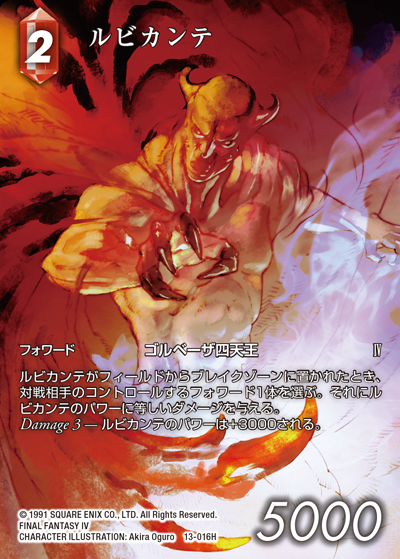 2
ルビカンテ
フォワード ゴルベーザ四天王 Ⅳ
ルビカンテがフィールドからブレイクゾーンに置かれたとき、
対戦相手のコントロールするフォワード1体を選ぶ。それにル
ビカンテのパワーに等しいダメージを与える。
Damage 3 — ルビカンテのパワーは+3000される。
© 1991 SQUARE ENIX CO., LTD. All Rights Reserved.
FINAL FANTASY IV
CHARACTER ILLUSTRATION: Akira Oguro 13-016H
5000